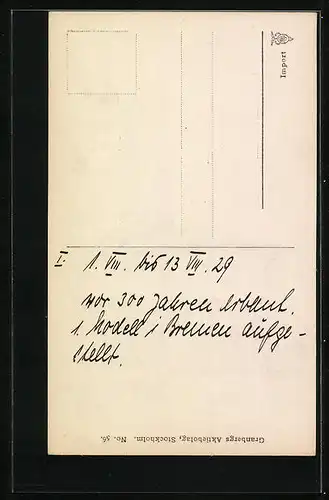 Import
I. 1. VIII. bis 13 VIII. 29
vor 300 Jahren erbaut.
1. Modell i Bremen aufge-
stellt.
Granbergs Aktiebolag, Stockholm. No. 56.